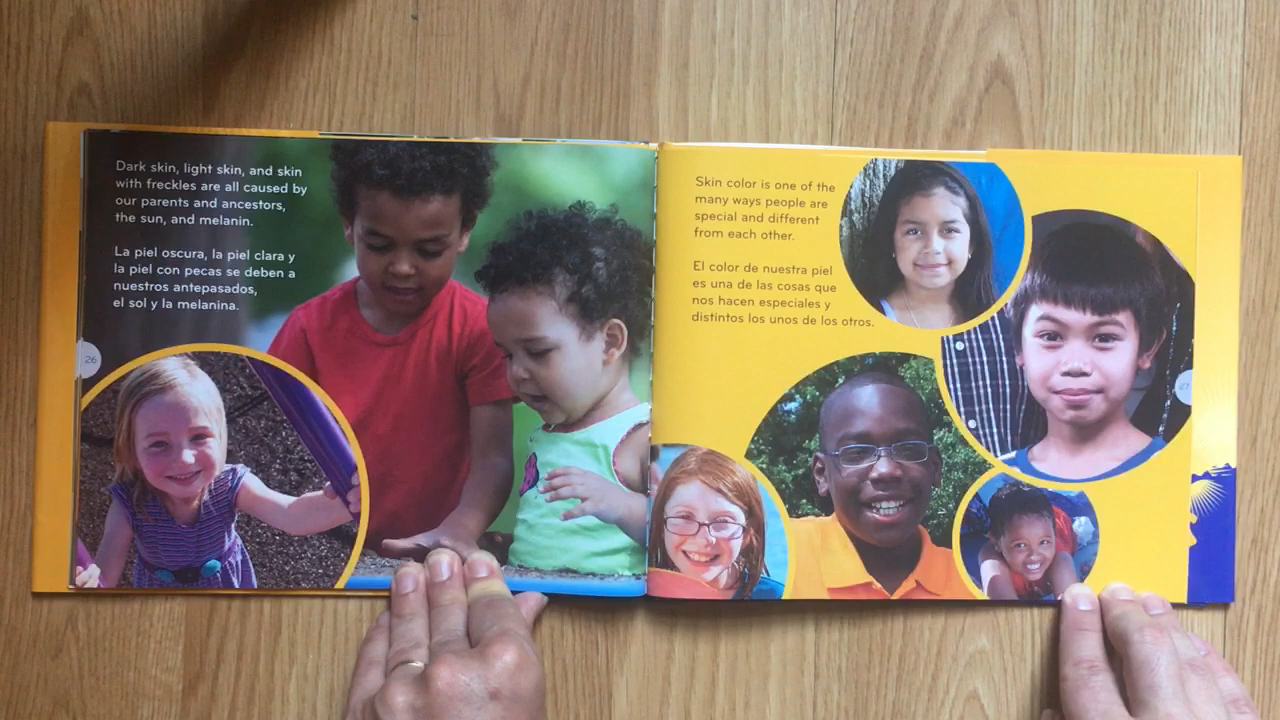 Dark skin, light skin, and skin
with freckles are all caused by
our parents and ancestors,
the sun, and melanin.
La piel oscura, la piel clara y
la piel con pecas se deben a
nuestros antepasados,
el sol y la melanina.
26
Skin color is one of the
many ways people are
special and different
from each other.
El color de nuestra piel
es una de las cosas que
nos hacen especiales y
distintos los unos de los otros.
27